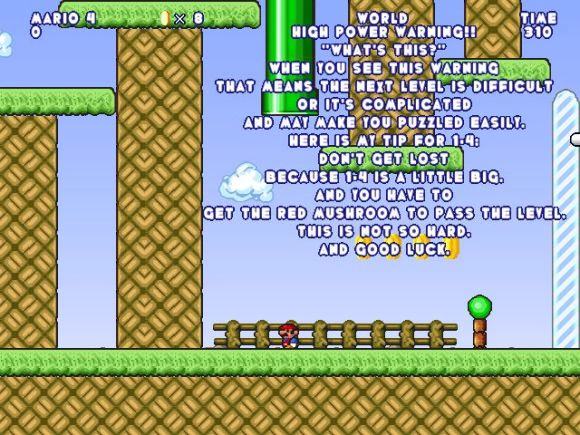 MARIO 4 × 8 WORLD TIME
0 310
HIGH POWER WARNING!!
"WHAT'S THIS?"
WHEN YOU SEE THIS WARNING
THAT MEANS THE NEXT LEVEL IS DIFFICULT
OR IT'S COMPLICATED
AND MAY MAKE YOU PUZZLED EASILY.
HERE IS MY TIP FOR 1:4:
DON'T GET LOST
BECAUSE 1:4 IS A LITTLE BIG.
AND YOU HAVE TO
GET THE RED MUSHROOM TO PASS THE LEVEL.
THIS IS NOT SO HARD.
AND GOOD LUCK.